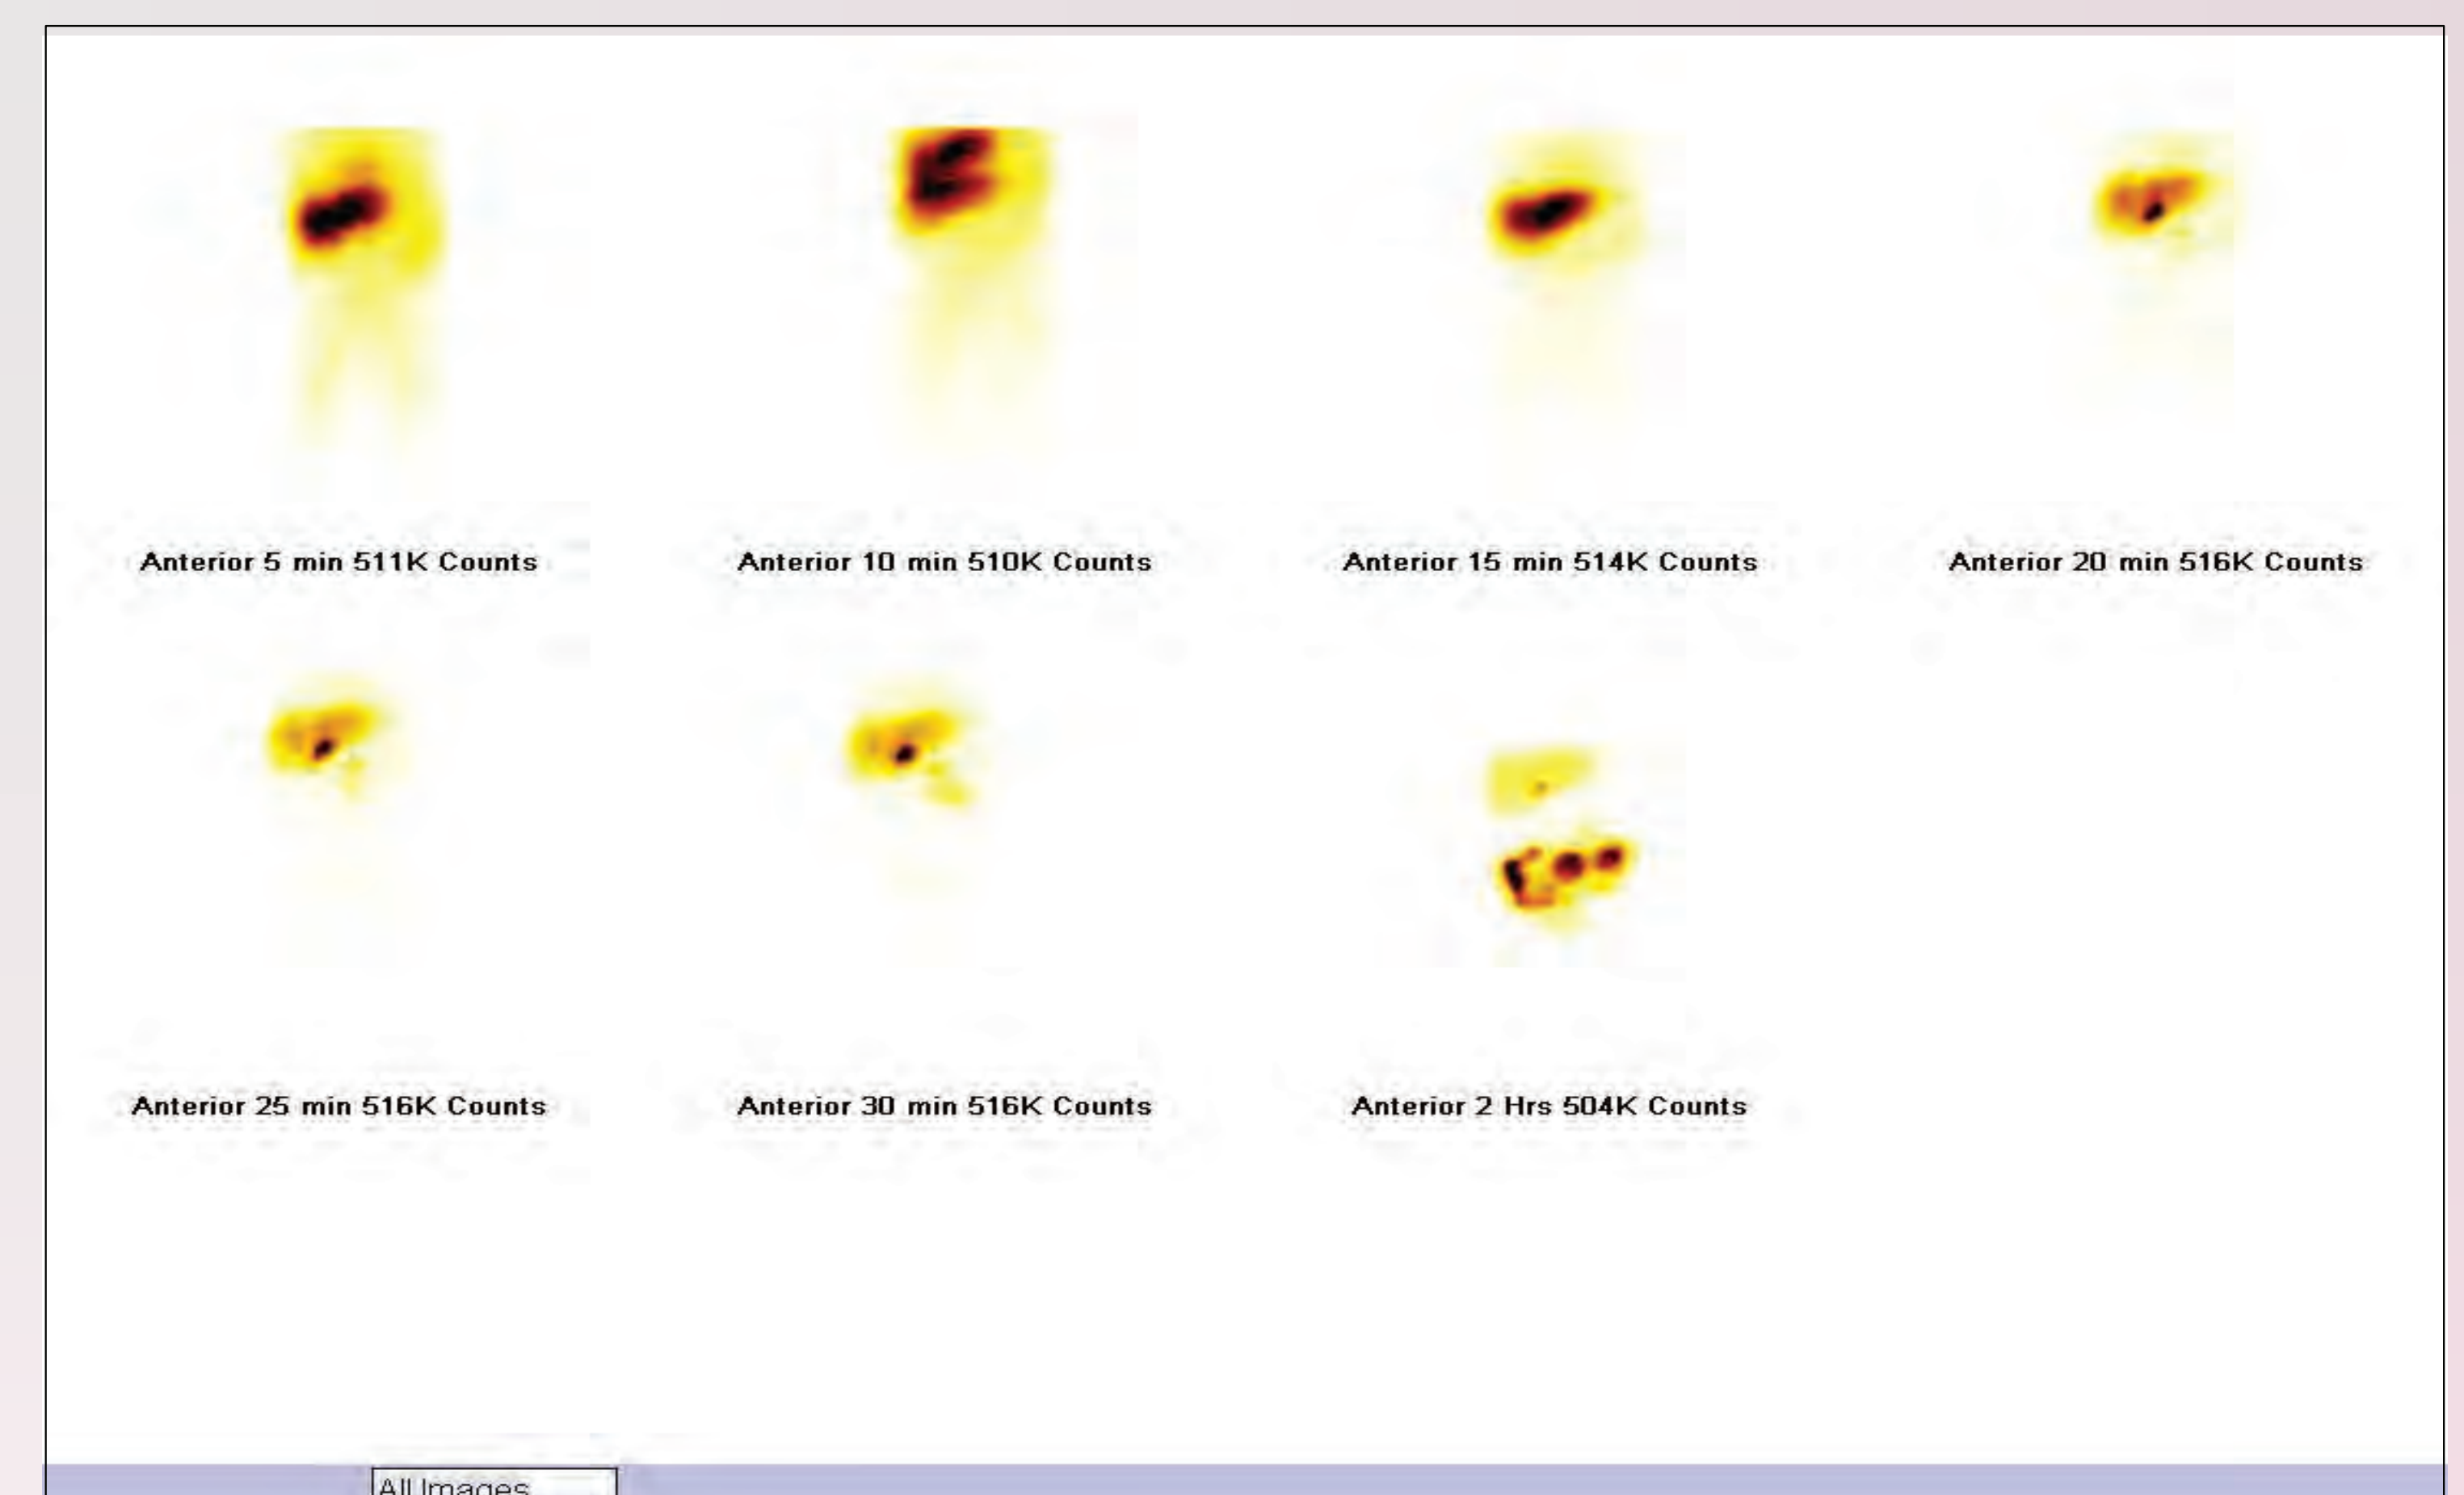 Anterior 5 min 511K Counts
Anterior 10 min 510K Counts
Anterior 15 min 514K Counts
Anterior 20 min 516K Counts
Anterior 25 min 516K Counts
Anterior 30 min 516K Counts
Anterior 2 Hrs 504K Counts
All Images